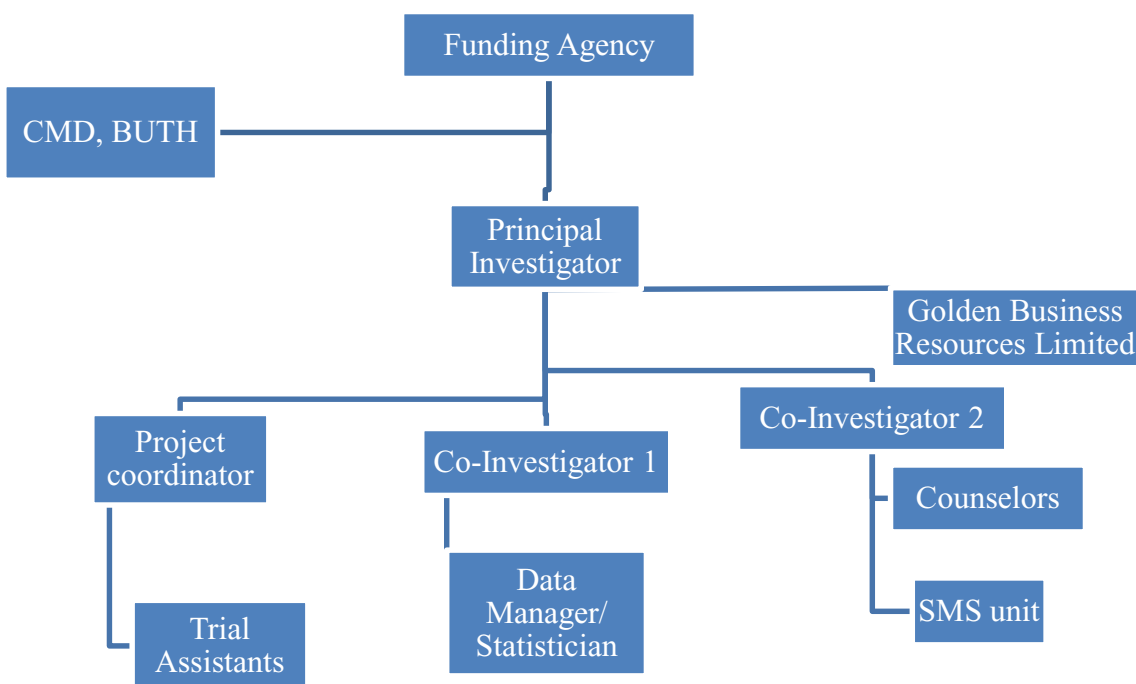 Funding Agency
CMD, BUTH
Principal
Investigator
Golden Business
Resources Limited
Project
coordinator
Co-Investigator 1
Co-Investigator 2
Counselors
Data
Manager/
Statistician
SMS unit
Trial
Assistants